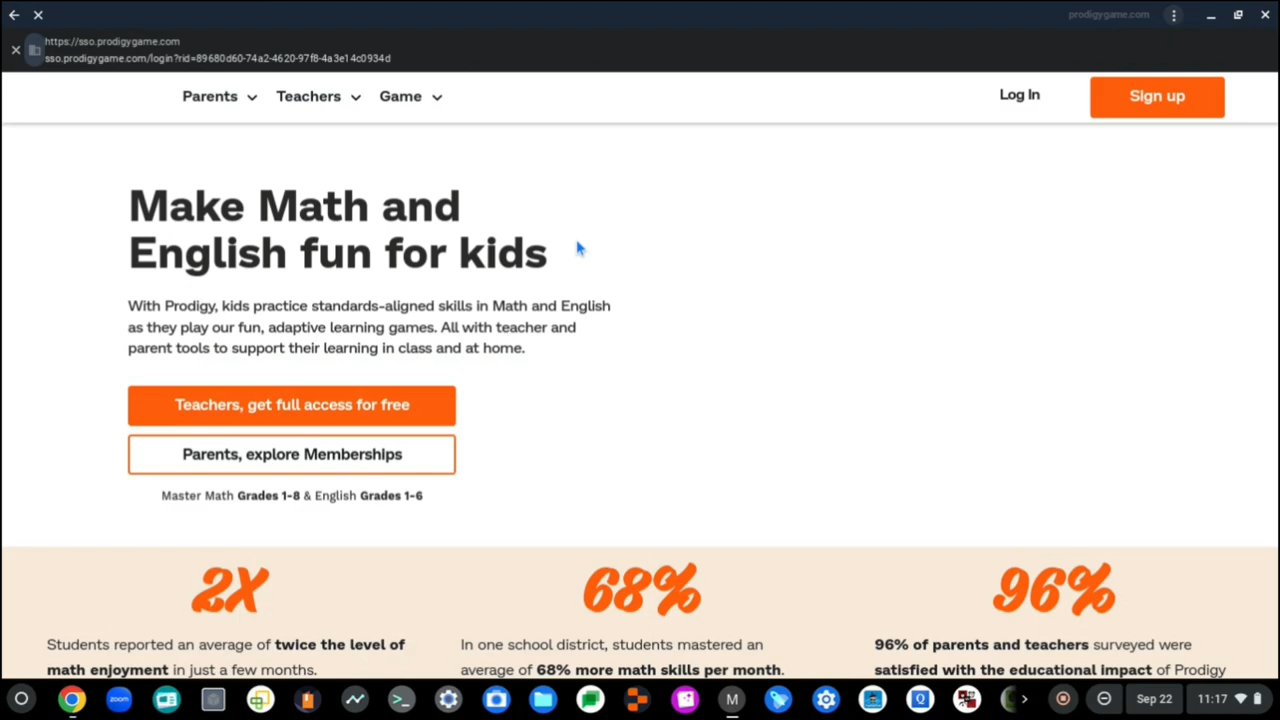 prodigygame.com
https://sso.prodigygame.com
sso.prodigygame.com/login?rid=89680d60-74a2-4620-97f8-4a3e14c0934d
Parents Teachers Game Log In Sign up
Make Math and
English fun for kids
With Prodigy, kids practice standards-aligned skills in Math and English
as they play our fun, adaptive learning games. All with teacher and
parent tools to support their learning in class and at home.
Teachers, get full access for free
Parents, explore Memberships
Master Math Grades 1-8 & English Grades 1-6
2X
Students reported an average of twice the level of
math enjoyment in just a few months.
68%
In one school district, students mastered an
average of 68% more math skills per month.
96%
96% of parents and teachers surveyed were
satisfied with the educational impact of Prodigy
zoom
M
Q
Sep 22
11:17